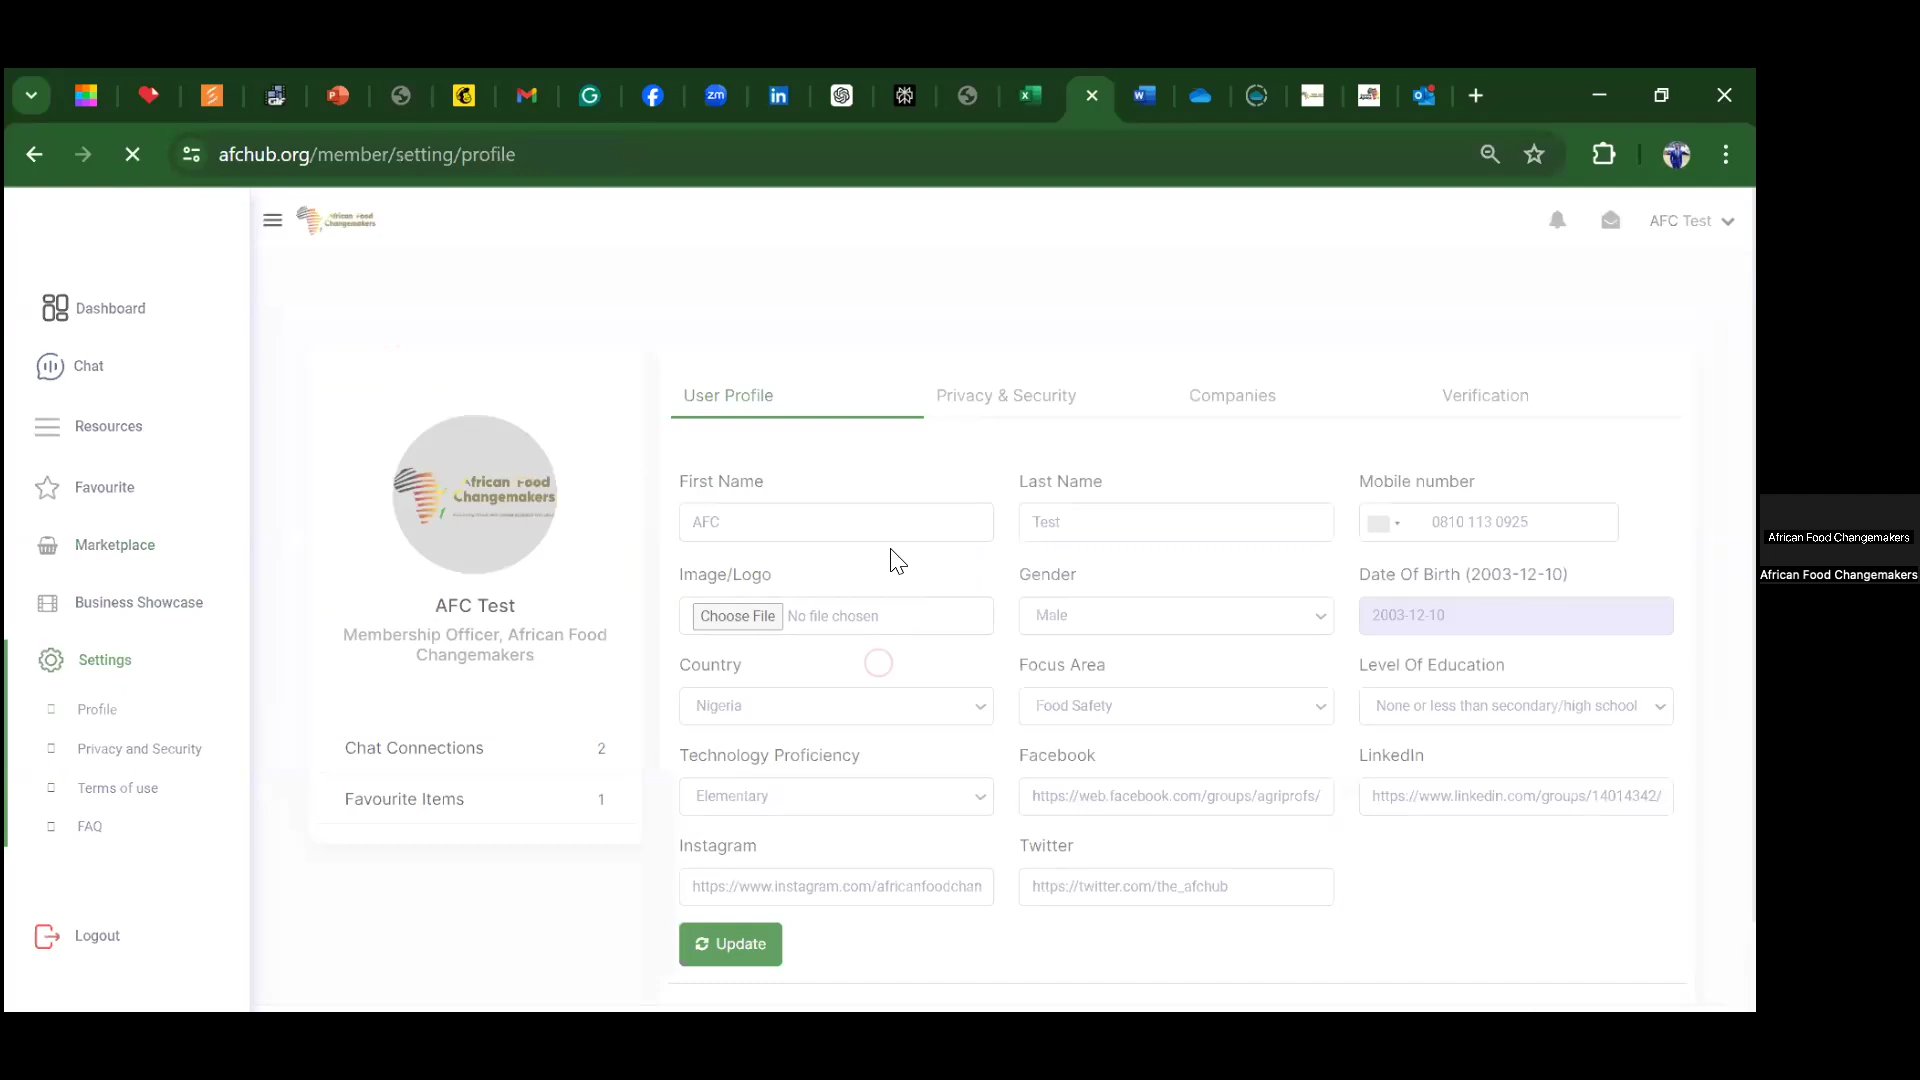 zm
afchub.org/member/setting/profile
African Food
Changemakers
AFC Test
Dashboard
Chat
Resources
Favourite
Marketplace
Business Showcase
Settings
Profile
Privacy and Security
Terms of use
FAQ
Logout
African Food
Changemakers
AFC Test
Membership Officer, African Food
Changemakers
Chat Connections 2
Favourite Items 1
User Profile Privacy & Security Companies Verification
First Name Last Name Mobile number
AFC Test 0810 113 0925
Image/Logo Gender Date Of Birth (2003-12-10)
Choose File No file chosen Male 2003-12-10
Country Focus Area Level Of Education
Nigeria Food Safety None or less than secondary/high school
Technology Proficiency Facebook LinkedIn
Elementary https://web.facebook.com/groups/agriprofs/ https://www.linkedin.com/groups/14014342/
Instagram Twitter
https://www.instagram.com/africanfoodchan https://twitter.com/the_afchub
Update
African Food Changemakers
African Food Changemakers